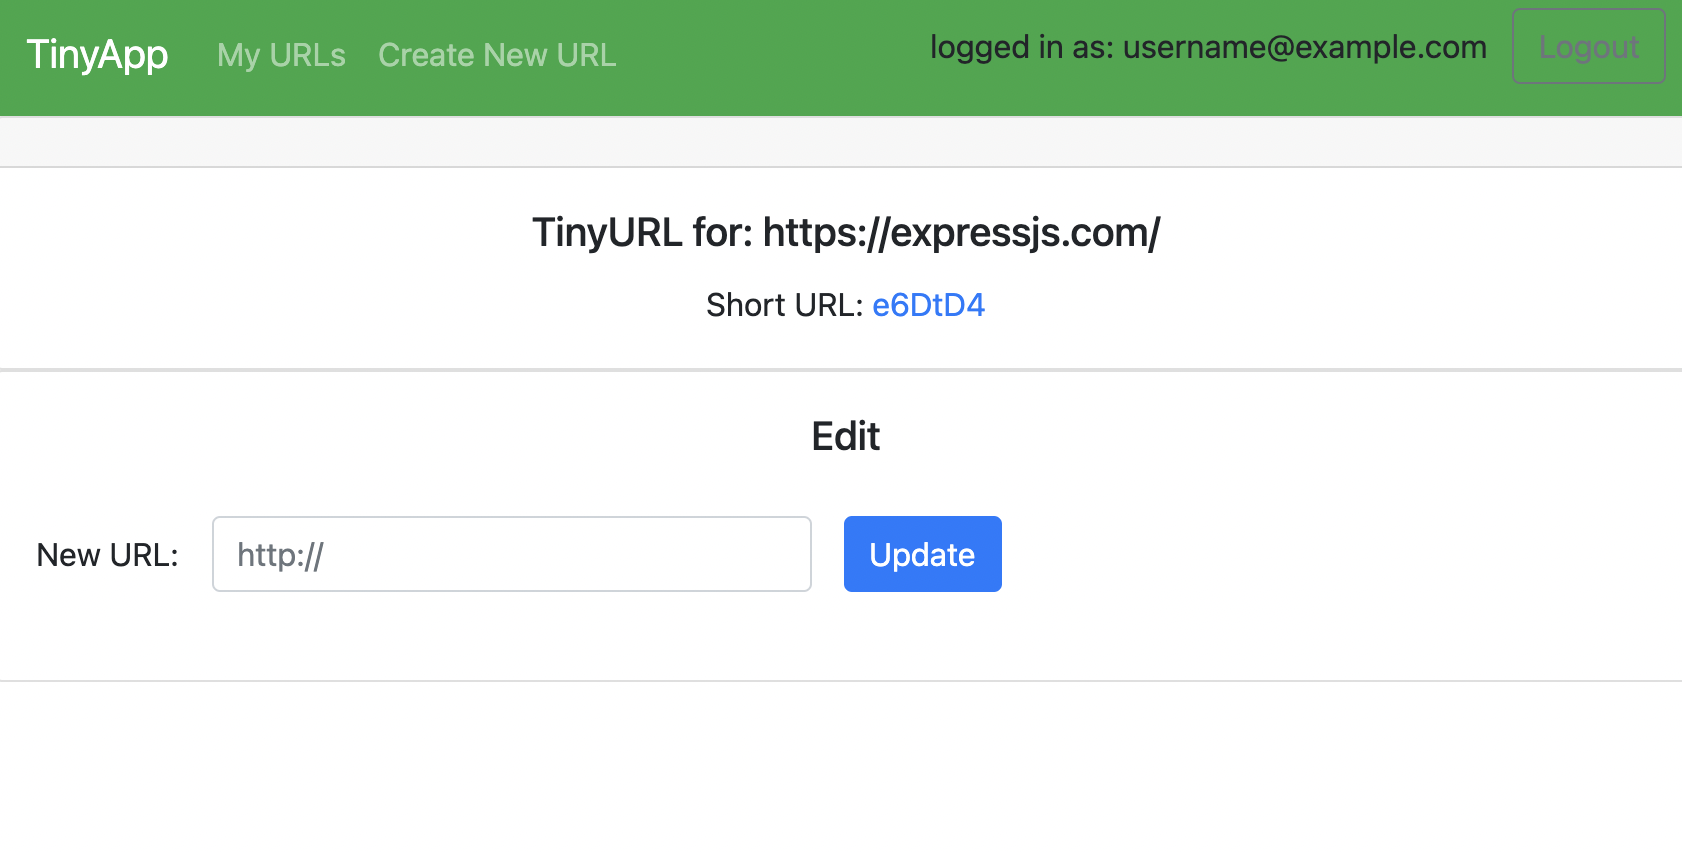 TinyApp My URLs Create New URL logged in as: username@example.com Logout
TinyURL for: https://expressjs.com/
Short URL: e6DtD4
Edit
New URL: http:// Update